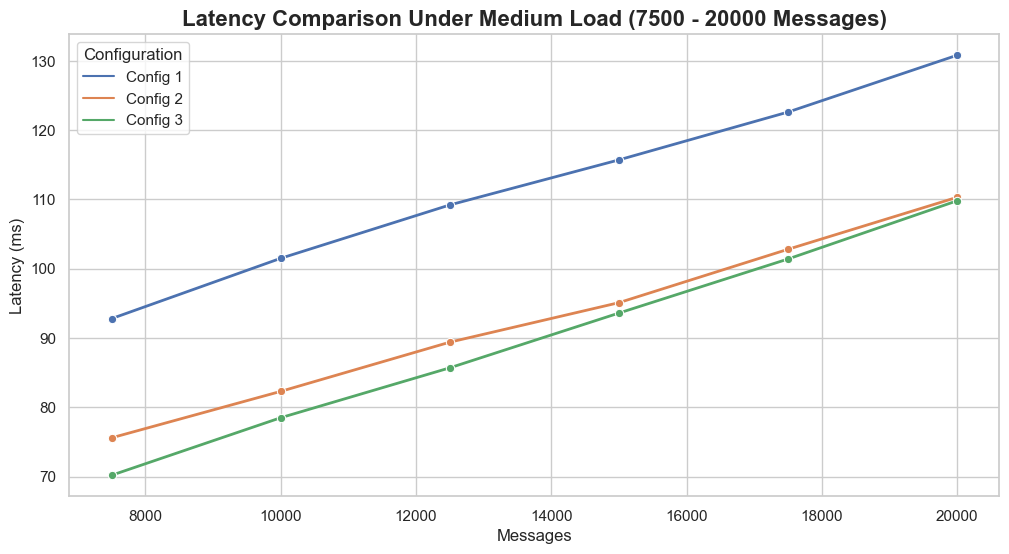 Latency Comparison Under Medium Load (7500 - 20000 Messages)
Configuration
Config 1
Config 2
Config 3
Latency (ms)
130
120
110
100
90
80
70
8000 10000 12000 14000 16000 18000 20000
Messages